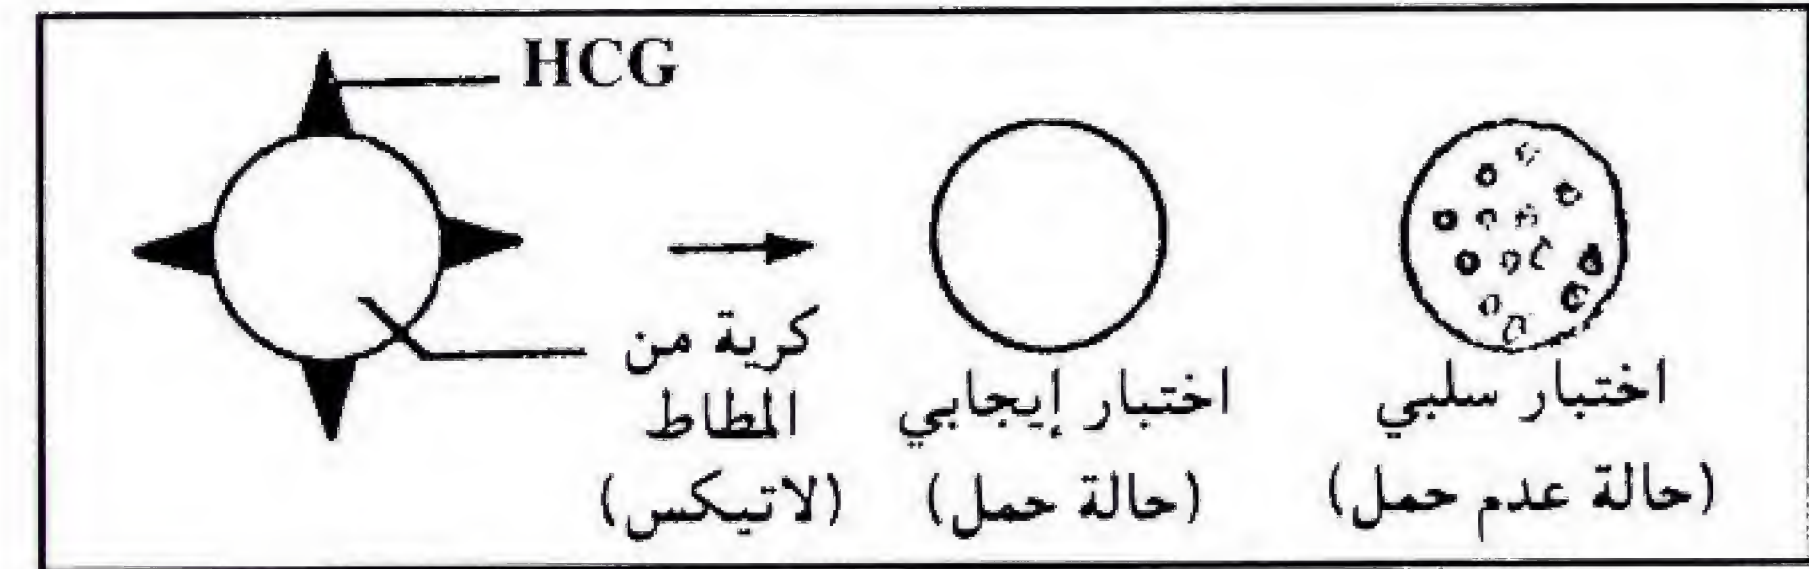 HCG
كرية من
المطاط
(لاتيكس)
اختبار إيجابي
(حالة حمل)
اختبار سلبي
(حالة عدم حمل)